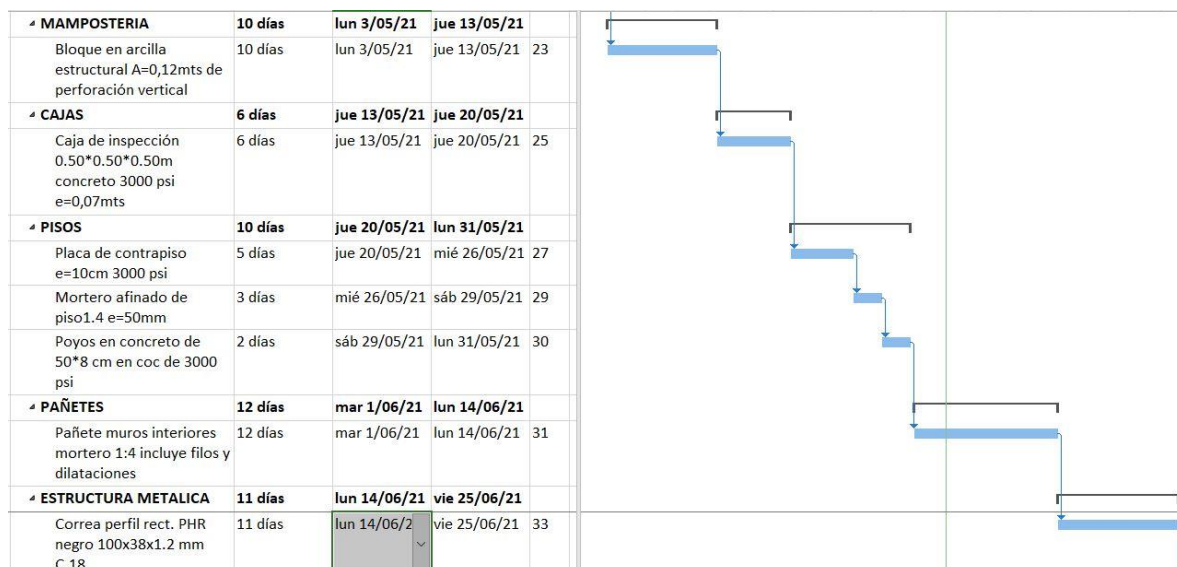 MAMPOSTERIA 10 días lun 3/05/21 jue 13/05/21
Bloque en arcilla 10 días lun 3/05/21 jue 13/05/21 23
estructural A=0,12mts de
perforación vertical
CAJAS 6 días jue 13/05/21 jue 20/05/21
Caja de inspección 6 días jue 13/05/21 jue 20/05/21 25
0.50*0.50*0.50m
concreto 3000 psi
e=0,07mts
PISOS 10 días jue 20/05/21 lun 31/05/21
Placa de contrapiso 5 días jue 20/05/21 mié 26/05/21 27
e=10cm 3000 psi
Mortero afinado de 3 días mié 26/05/21 sáb 29/05/21 29
piso1.4 e=50mm
Poyos en concreto de 2 días sáb 29/05/21 lun 31/05/21 30
50*8 cm en coc de 3000
psi
PAÑETES 12 días mar 1/06/21 lun 14/06/21
Pañete muros interiores 12 días mar 1/06/21 lun 14/06/21 31
mortero 1:4 incluye filos y
dilataciones
ESTRUCTURA METALICA 11 días lun 14/06/21 vie 25/06/21
Correa perfil rect. PHR 11 días lun 14/06/2 vie 25/06/21 33
negro 100x38x1.2 mm
C.18